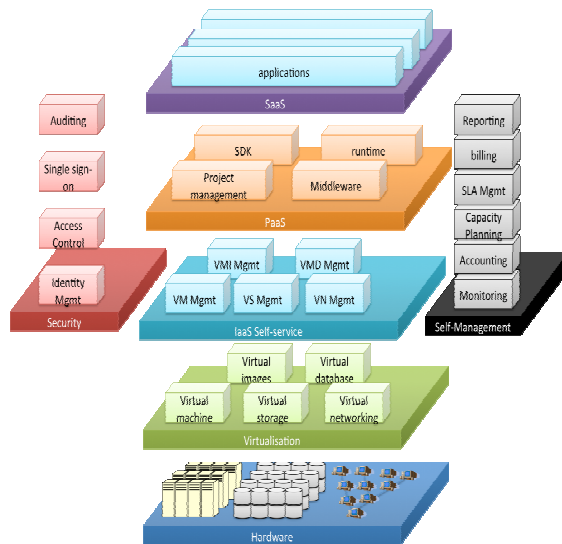 applications
SaaS
Auditing
Single sign-
on
Access
Control
Identity
Mgmt
Security
SDK
runtime
Project
management
Middleware
PaaS
Reporting
billing
SLA Mgmt
Capacity
Planning
Accounting
Monitoring
Self-Management
VMI Mgmt
VMD Mgmt
VM Mgmt
VS Mgmt
VN Mgmt
IaaS Self-service
Virtual
images
Virtual
database
Virtual
machine
Virtual
storage
Virtual
networking
Virtualisation
Hardware